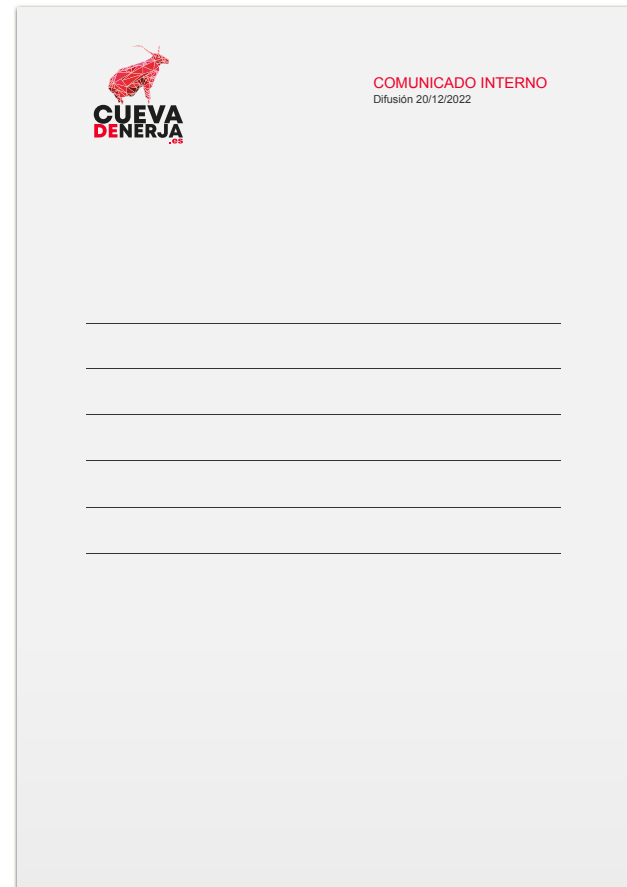 CUEVA
DENERJA
.es
COMUNICADO INTERNO
Difusión 20/12/2022